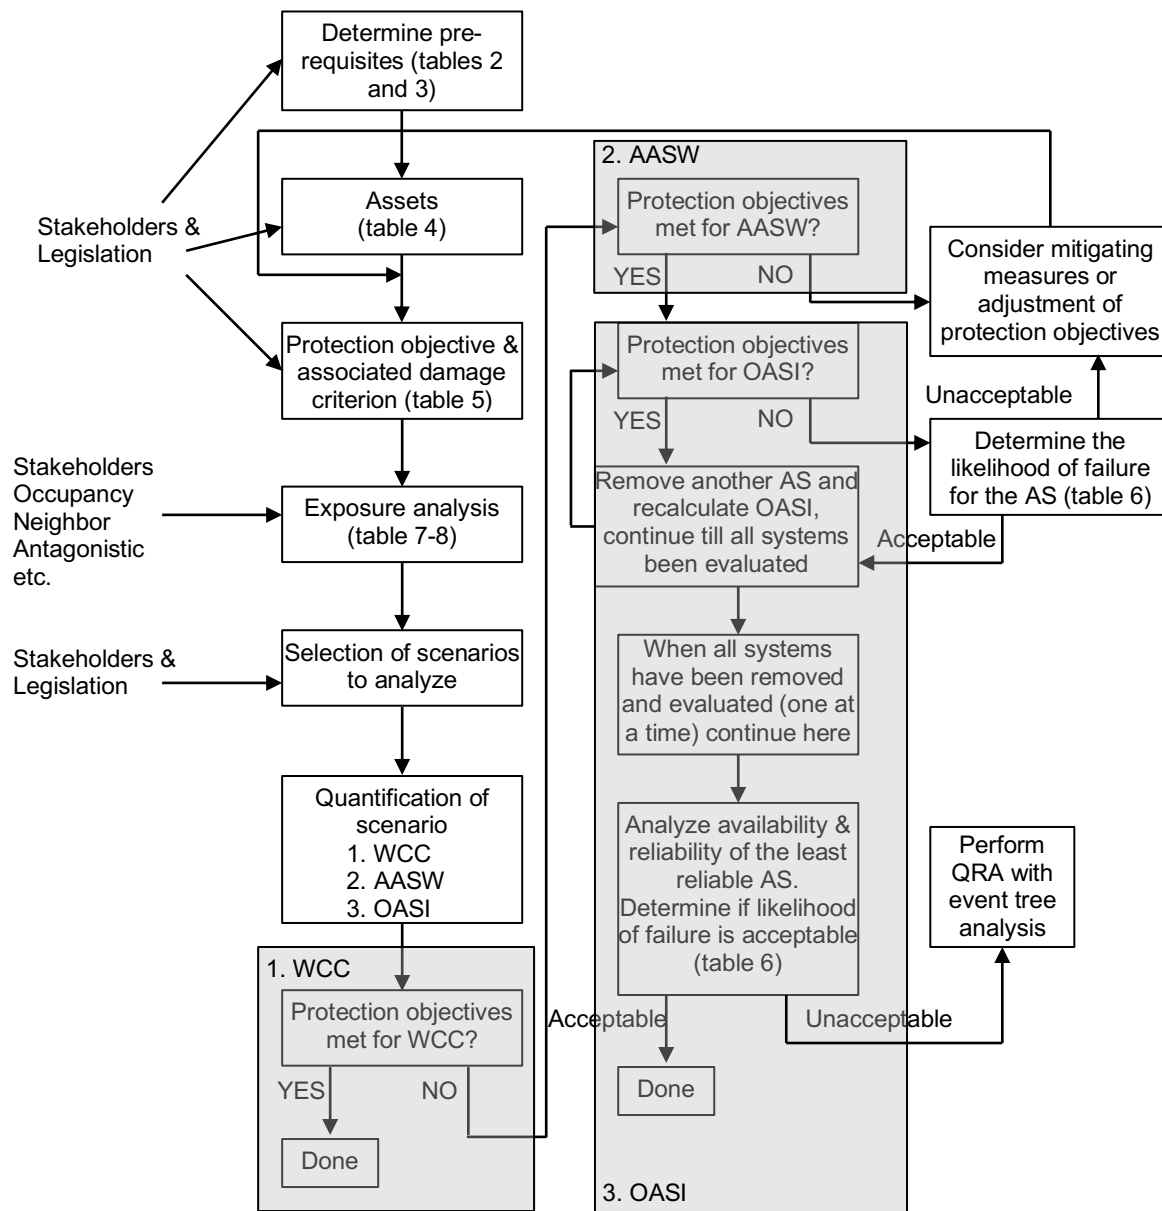 Determine pre-
requisites (tables 2
and 3)
Stakeholders &
Legislation
Assets
(table 4)
Protection objective &
associated damage
criterion (table 5)
Stakeholders
Occupancy
Neighbor
Antagonistic
etc.
Exposure analysis
(table 7-8)
Stakeholders &
Legislation
Selection of scenarios
to analyze
Quantification of
scenario
1. WCC
2. AASW
3. OASI
1. WCC
Protection objectives
met for WCC?
YES
NO
Done
2. AASW
Protection objectives
met for AASW?
YES
NO
Consider mitigating
measures or
adjustment of
protection objectives
Protection objectives
met for OASI?
YES
NO
Unacceptable
Determine the
likelihood of failure
for the AS (table 6)
Acceptable
Remove another AS and
recalculate OASI,
continue till all systems
been evaluated
When all systems
have been removed
and evaluated (one at
a time) continue here
Analyze availability &
reliability of the least
reliable AS.
Determine if likelihood
of failure is acceptable
(table 6)
Acceptable
Unacceptable
Perform
QRA with
event tree
analysis
Done
3. OASI